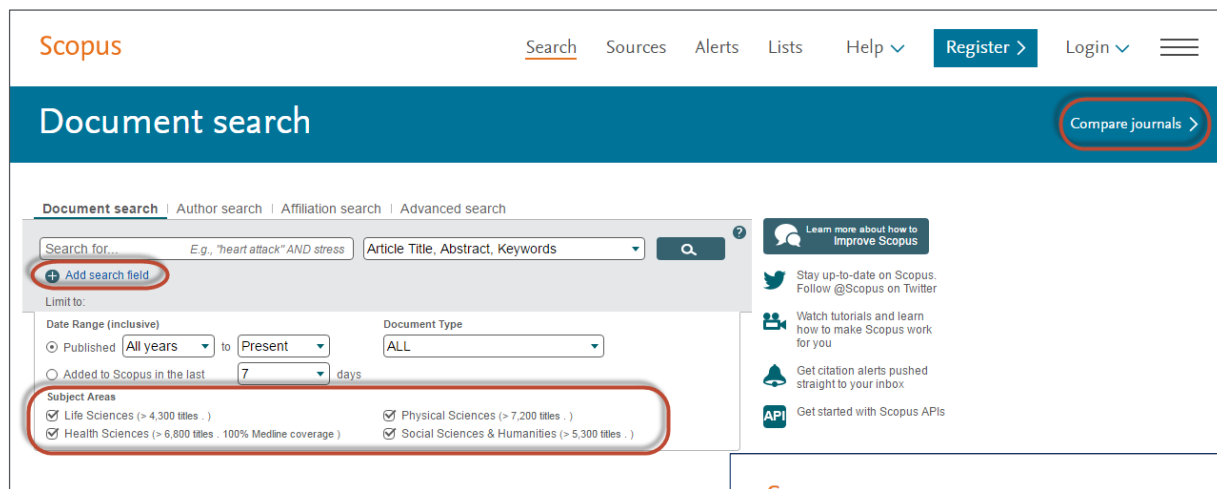 Scopus
Search Sources Alerts Lists Help Register > Login
Document search
Compare journals >
Document search | Author search | Affiliation search | Advanced search
Search for... E.g., "heart attack" AND stress Article Title, Abstract, Keywords
?
Add search field
Limit to:
Date Range (inclusive) Document Type
Published All years to Present ALL
Added to Scopus in the last 7 days
Subject Areas
Life Sciences (> 4,300 titles . ) Physical Sciences (> 7,200 titles . )
Health Sciences (> 6,800 titles . 100% Medline coverage ) Social Sciences & Humanities (> 5,300 titles . )
Learn more about how to
Improve Scopus
Stay up-to-date on Scopus.
Follow @Scopus on Twitter
Watch tutorials and learn
how to make Scopus work
for you
Get citation alerts pushed
straight to your inbox
API Get started with Scopus APIs